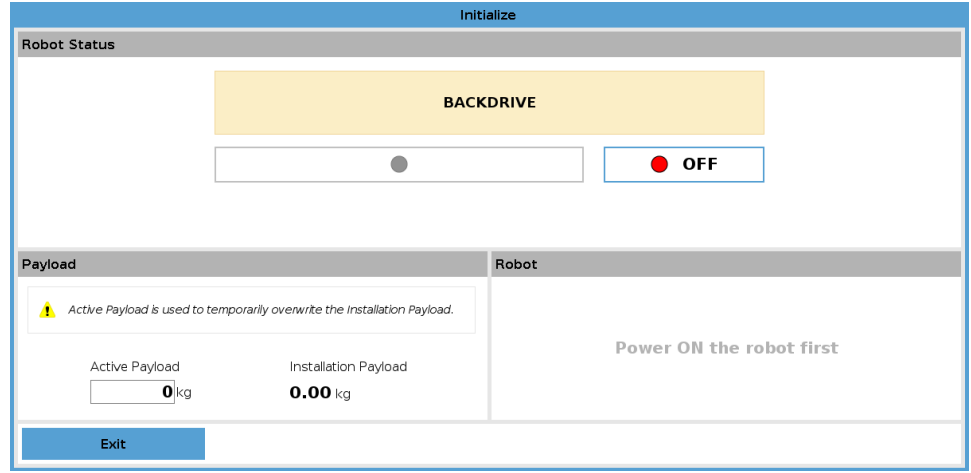 Initialize
Robot Status
BACKDRIVE
OFF
Payload
Active Payload is used to temporarily overwrite the Installation Payload.
Active Payload
Installation Payload
0 kg
0.00 kg
Robot
Power ON the robot first
Exit